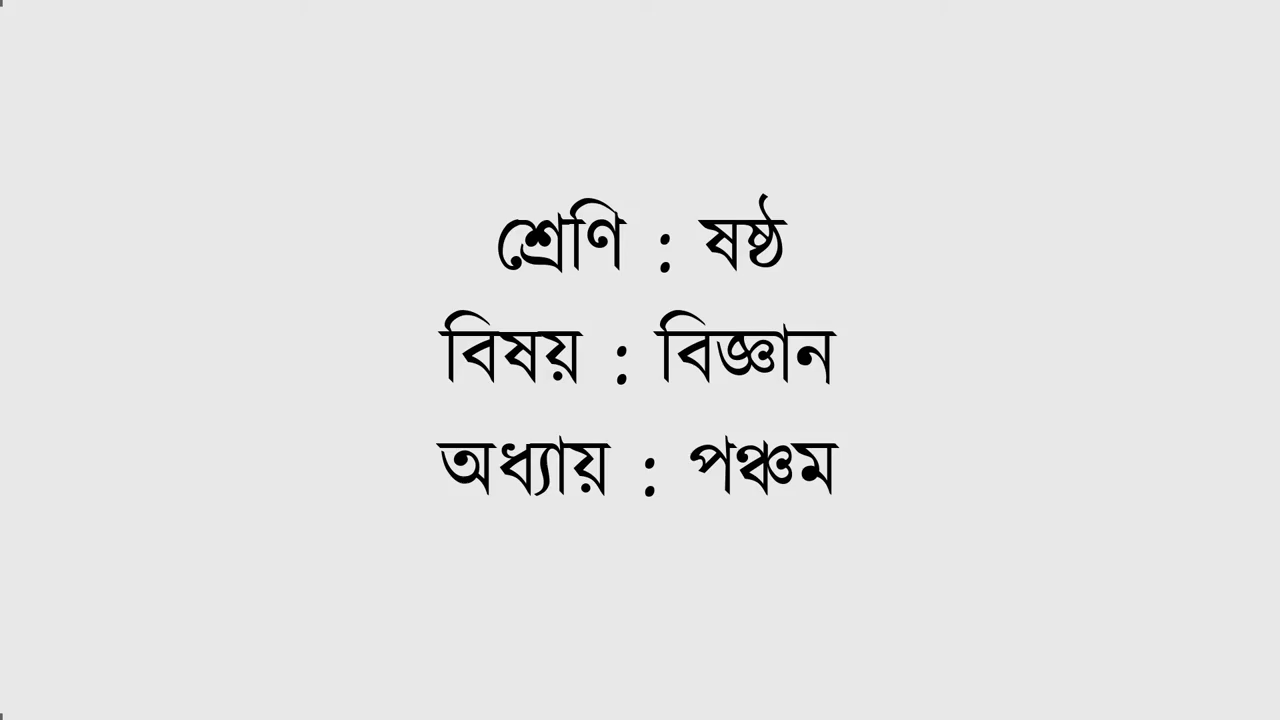 শ্রেণি : ষষ্ঠ
বিষয় : বিজ্ঞান
অধ্যায় : পঞ্চম